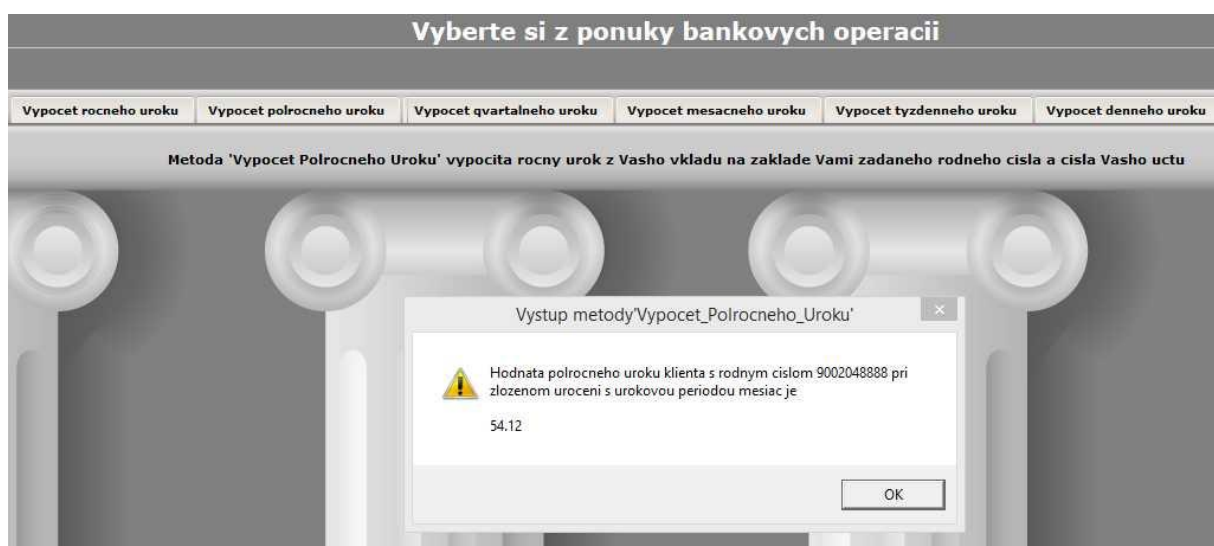 Vyberte si z ponuky bankovych operacii
Vypocet rocneho uroku Vypocet polrocneho uroku Vypocet qvartalneho uroku Vypocet mesacneho uroku Vypocet tyzdenneho uroku Vypocet denneho uroku
Metoda 'Vypocet Polrocneho Uroku' vypocita rocny urok z Vasho vkladu na zaklade Vami zadaneho rodneho cisla a cisla Vasho uctu
Vystup metody'Vypocet_Polrocneho_Uroku'
Hodnata polrocneho uroku klienta s rodnym cislom 9002048888 pri
zlozenom uroceni s urokovou periodou mesiac je
54.12
OK